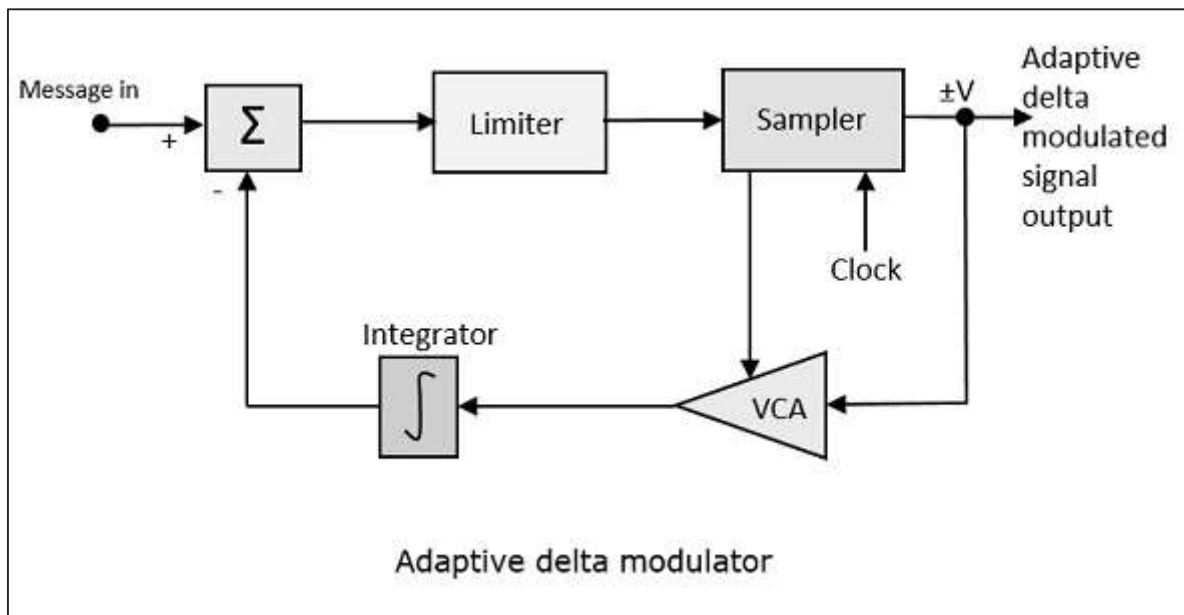 Message in
+
-
Σ
Limiter
Sampler
±V
Adaptive
delta
modulated
signal
output
Clock
Integrator
∫
VCA
Adaptive delta modulator